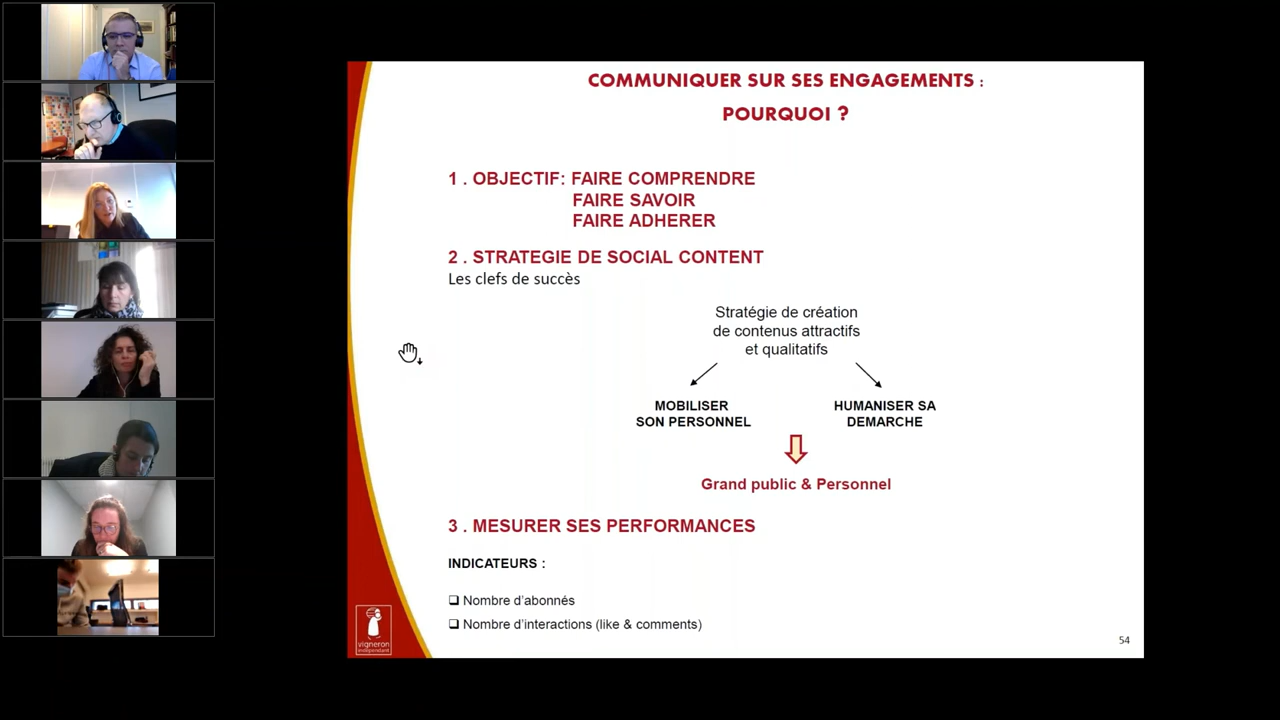 COMMUNIQUER SUR SES ENGAGEMENTS :
POURQUOI ?
1 . OBJECTIF: FAIRE COMPRENDRE
FAIRE SAVOIR
FAIRE ADHERER
2 . STRATEGIE DE SOCIAL CONTENT
Les clefs de succès
Stratégie de création
de contenus attractifs
et qualitatifs
MOBILISER
SON PERSONNEL
HUMANISER SA
DEMARCHE
Grand public & Personnel
3 . MESURER SES PERFORMANCES
INDICATEURS :
❑ Nombre d’abonnés
❑ Nombre d’interactions (like & comments)
vigneron
indépendant
54